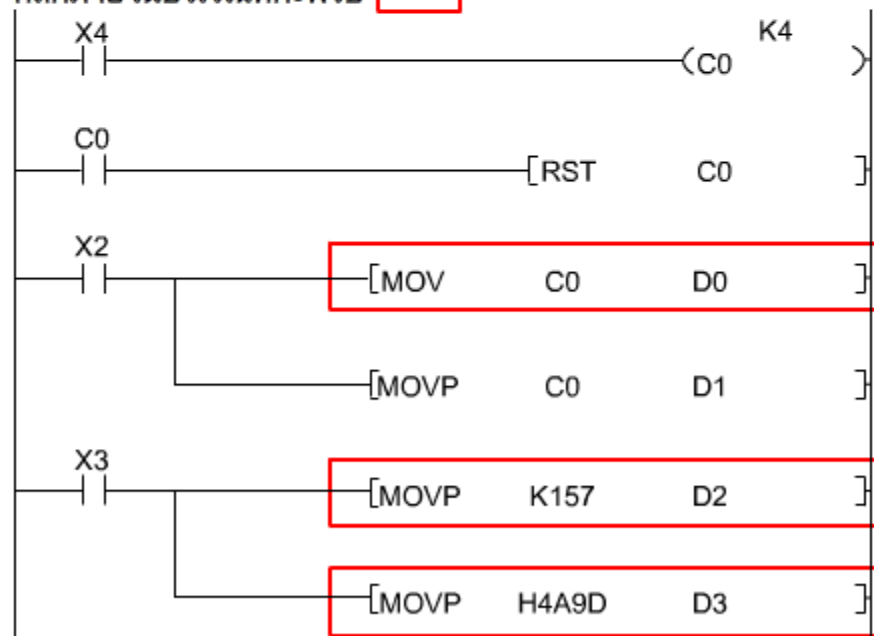 X4
K4
C0
C0
RST C0
X2
MOV C0 D0
MOVP C0 D1
X3
MOVP K157 D2
MOVP H4A9D D3